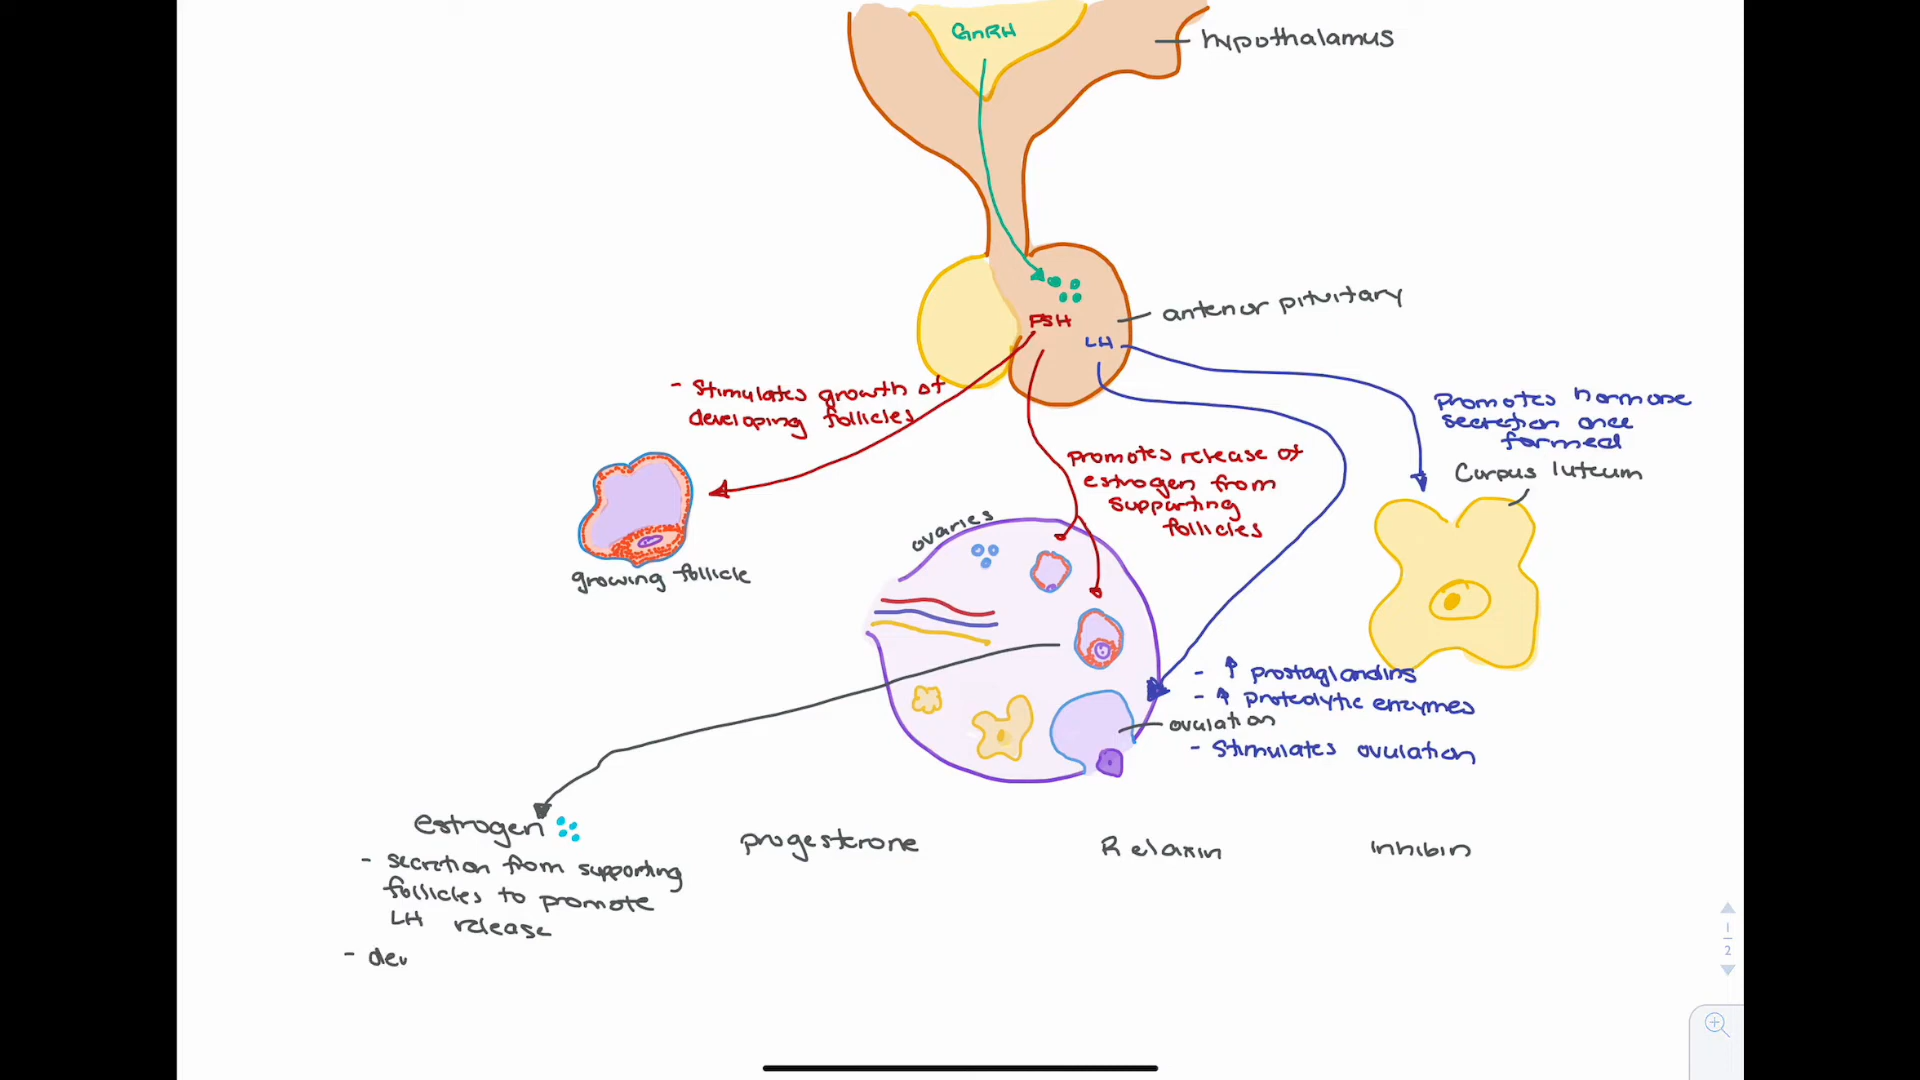 GnRH
hypothalamus
anterior pituitary
FSH
LH
- Stimulates growth of
developing follicles
Promotes hormone
secretion once
formed
Corpus luteum
promotes release of
estrogen from
supporting
follicles
ovaries
growing follicle
- ↑ prostaglandins
- ↑ proteolytic enzymes
ovulation
- Stimulates ovulation
estrogen
progesterone
Relaxin
Inhibin
- secretion from supporting
follicles to promote
LH release
- dev
1
2